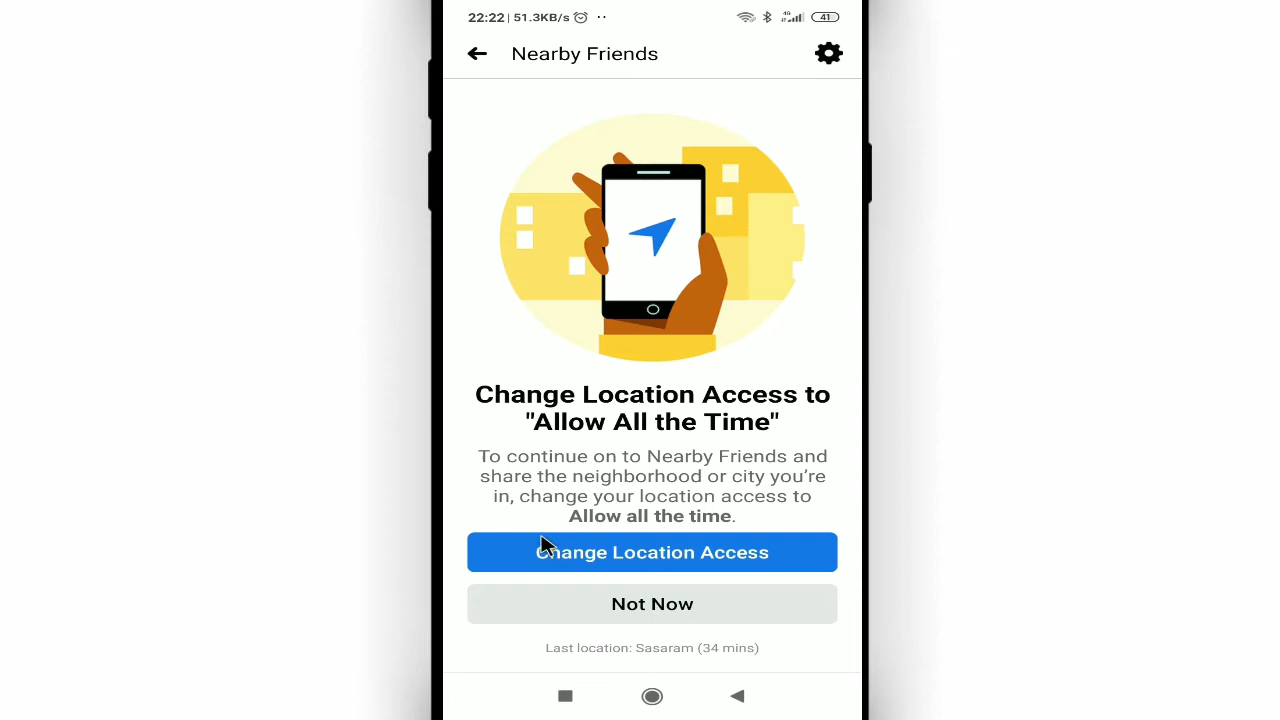 22:22 | 51.3KB/s
4G
41
Nearby Friends
Change Location Access to
"Allow All the Time"
To continue on to Nearby Friends and
share the neighborhood or city you’re
in, change your location access to
Allow all the time.
Change Location Access
Not Now
Last location: Sasaram (34 mins)